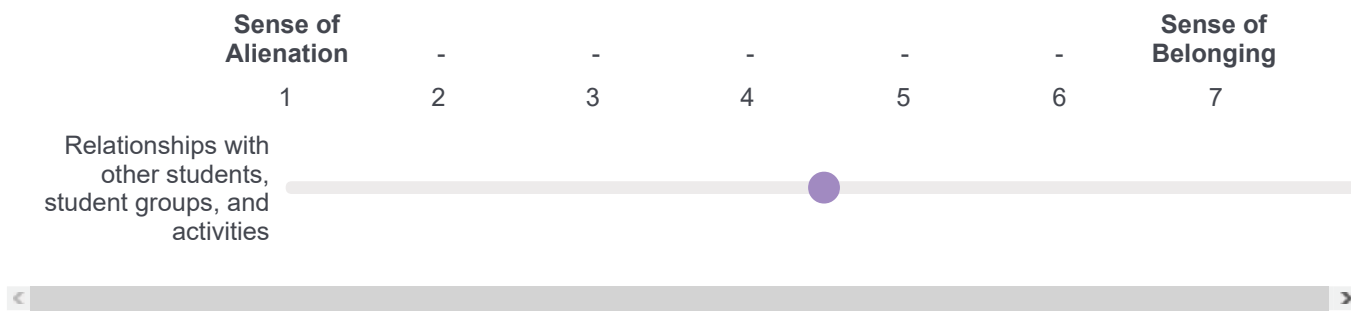 Sense of Alienation - - - - - Sense of Belonging
1 2 3 4 5 6 7
Relationships with
other students,
student groups, and
activities